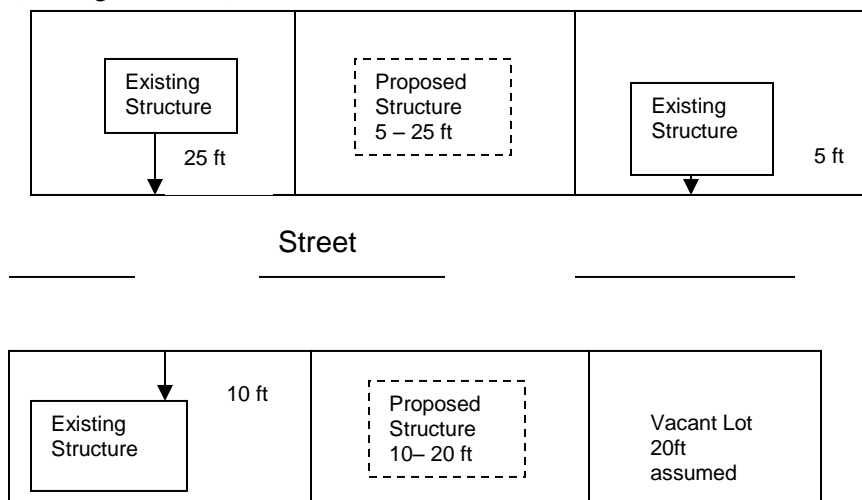 Existing
Structure
25 ft
Proposed
Structure
5 – 25 ft
Existing
Structure
5 ft
Street
Existing
Structure
10 ft
Proposed
Structure
10– 20 ft
Vacant Lot
20ft
assumed